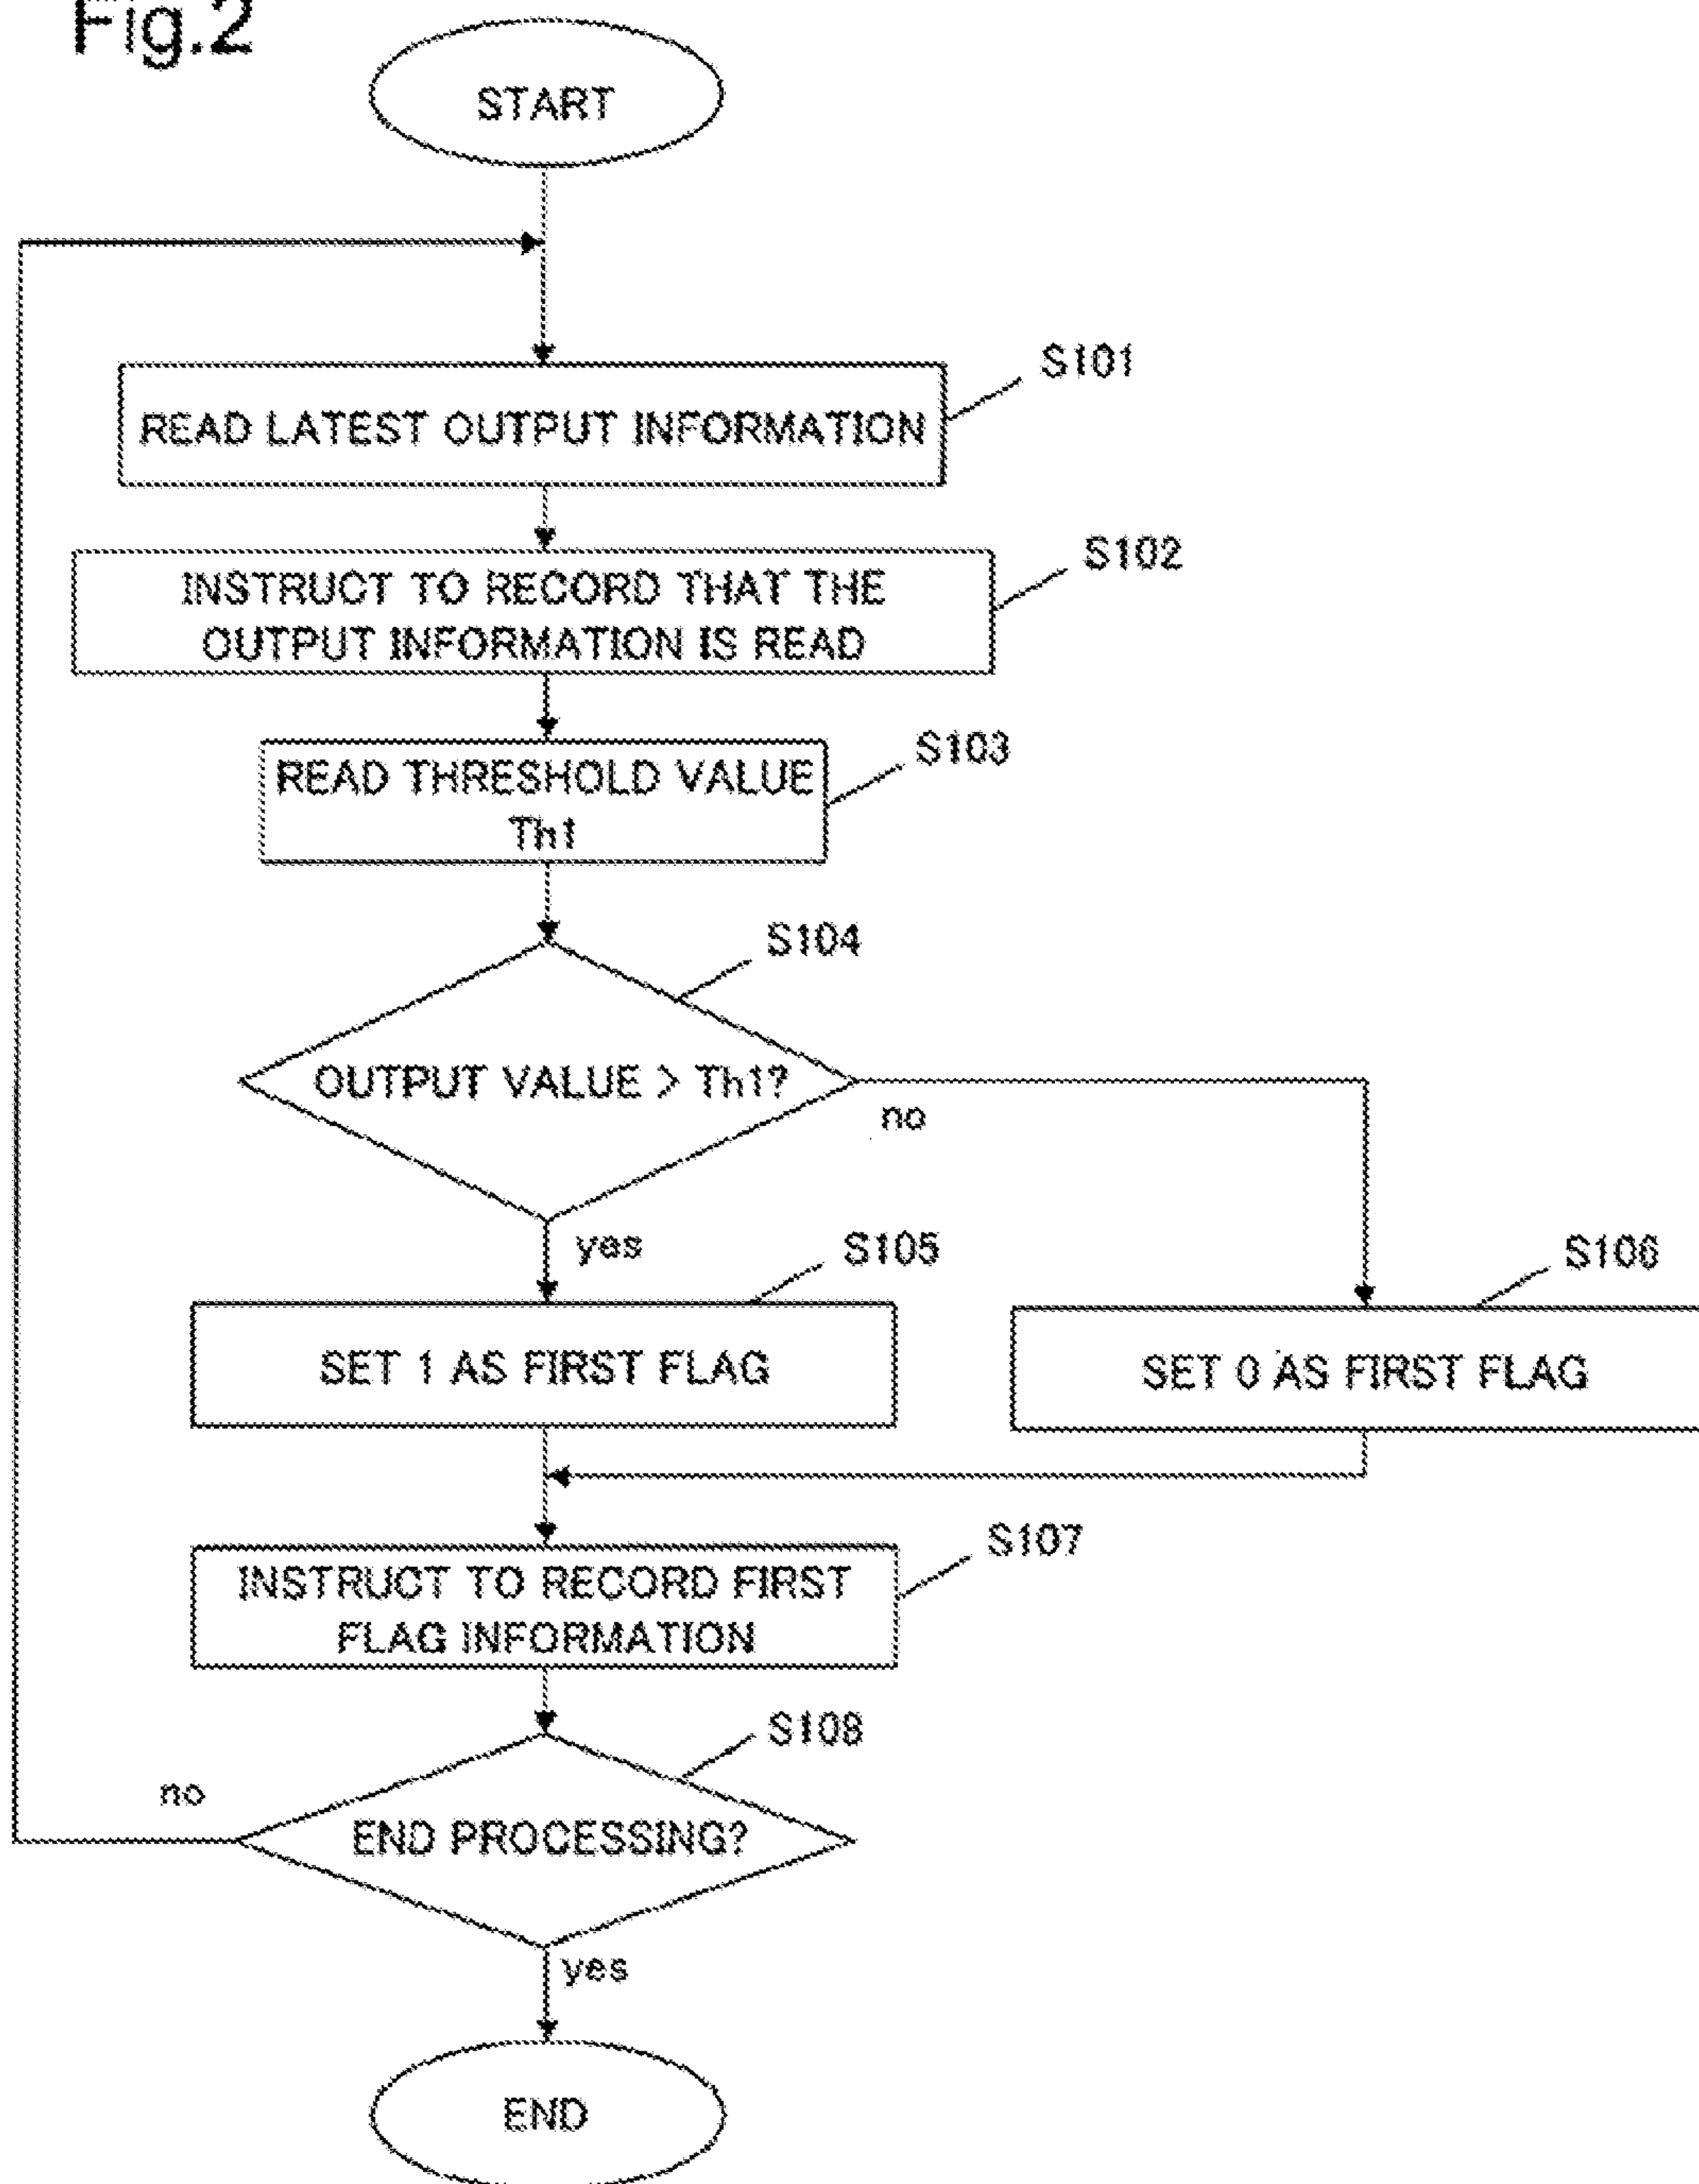 Fig.2
START
S101
READ LATEST OUTPUT INFORMATION
S102
INSTRUCT TO RECORD THAT THE
OUTPUT INFORMATION IS READ
S103
READ THRESHOLD VALUE
Th1
S104
OUTPUT VALUE > Th1?
no
yes
S105
S106
SET 1 AS FIRST FLAG
SET 0 AS FIRST FLAG
S107
INSTRUCT TO RECORD FIRST
FLAG INFORMATION
S108
no
END PROCESSING?
yes
END